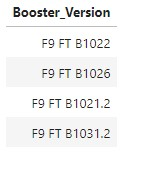 Booster_Version
F9 FT B1022
F9 FT B1026
F9 FT B1021.2
F9 FT B1031.2